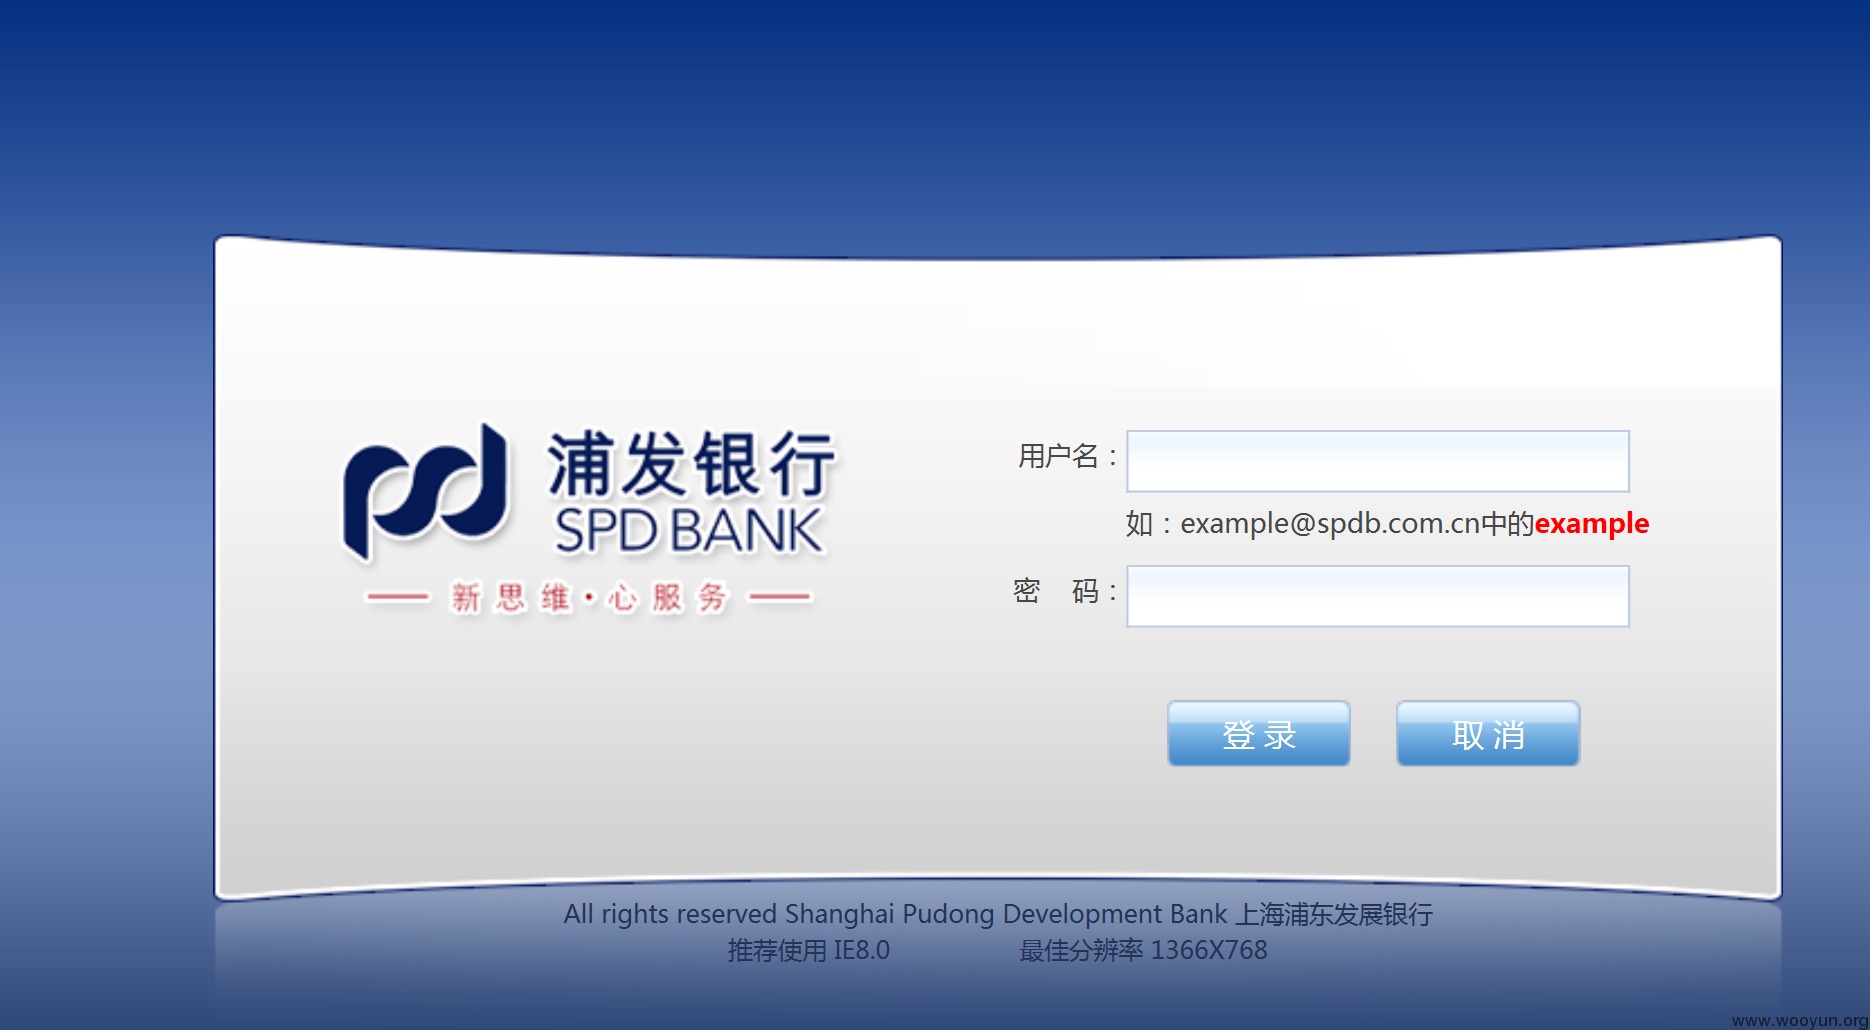 浦发银行
SPD BANK
新思维·心服务
用户名：
如：example@spdb.com.cn中的example
密 码：
登录 取消
All rights reserved Shanghai Pudong Development Bank 上海浦东发展银行
推荐使用 IE8.0 最佳分辨率 1366X768
www.wooyun.org